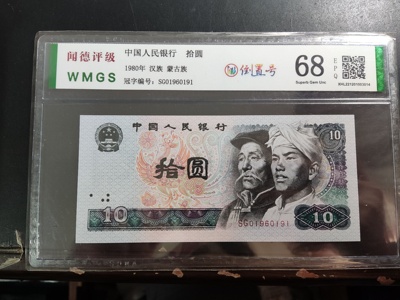 闻德评级
WMGS
中国人民银行 拾圆
1980年 汉族 蒙古族
冠字编号: SG01960191
倒置号
68
EPQ
Superb Gem Unc
中国人民银行
10
拾圆
10
10
SG01960191